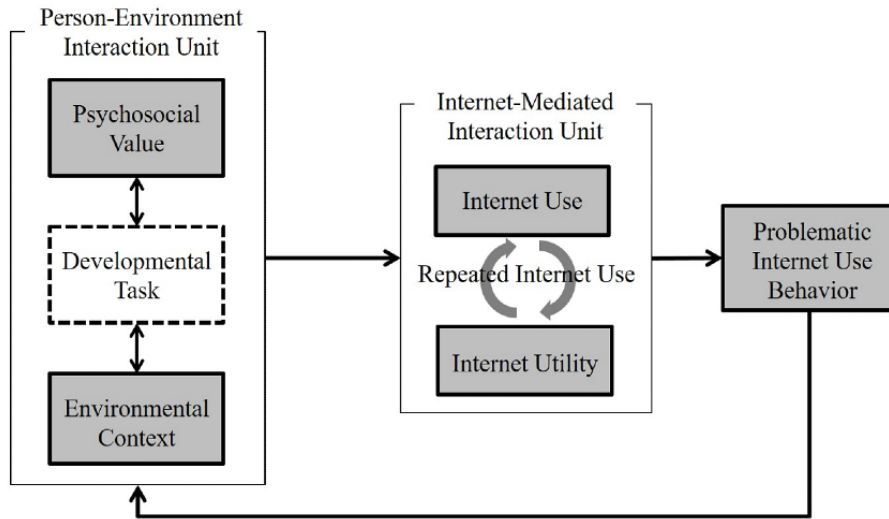 Person-Environment
Interaction Unit
Psychosocial
Value
Developmental
Task
Environmental
Context
Internet-Mediated
Interaction Unit
Internet Use
Repeated Internet Use
Internet Utility
Problematic
Internet Use
Behavior